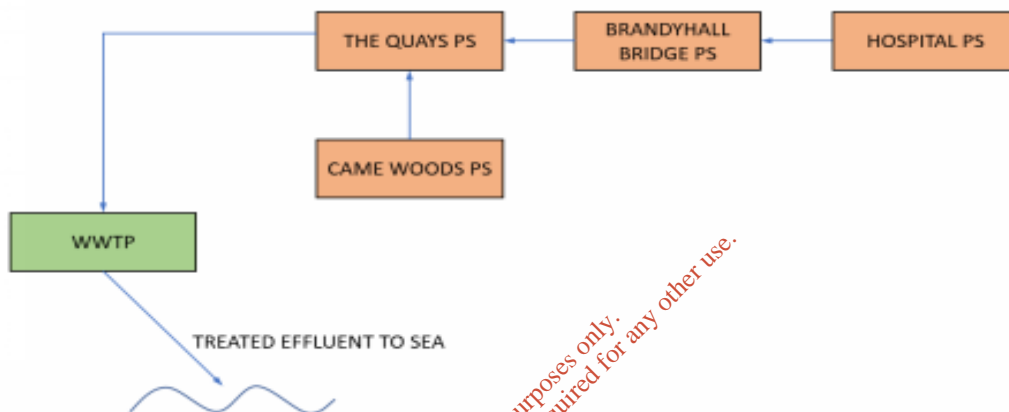 THE QUAYS PS
BRANDYHALL
BRIDGE PS
HOSPITAL PS
CAME WOODS PS
WWTP
TREATED EFFLUENT TO SEA
purposes only.
required for any other use.